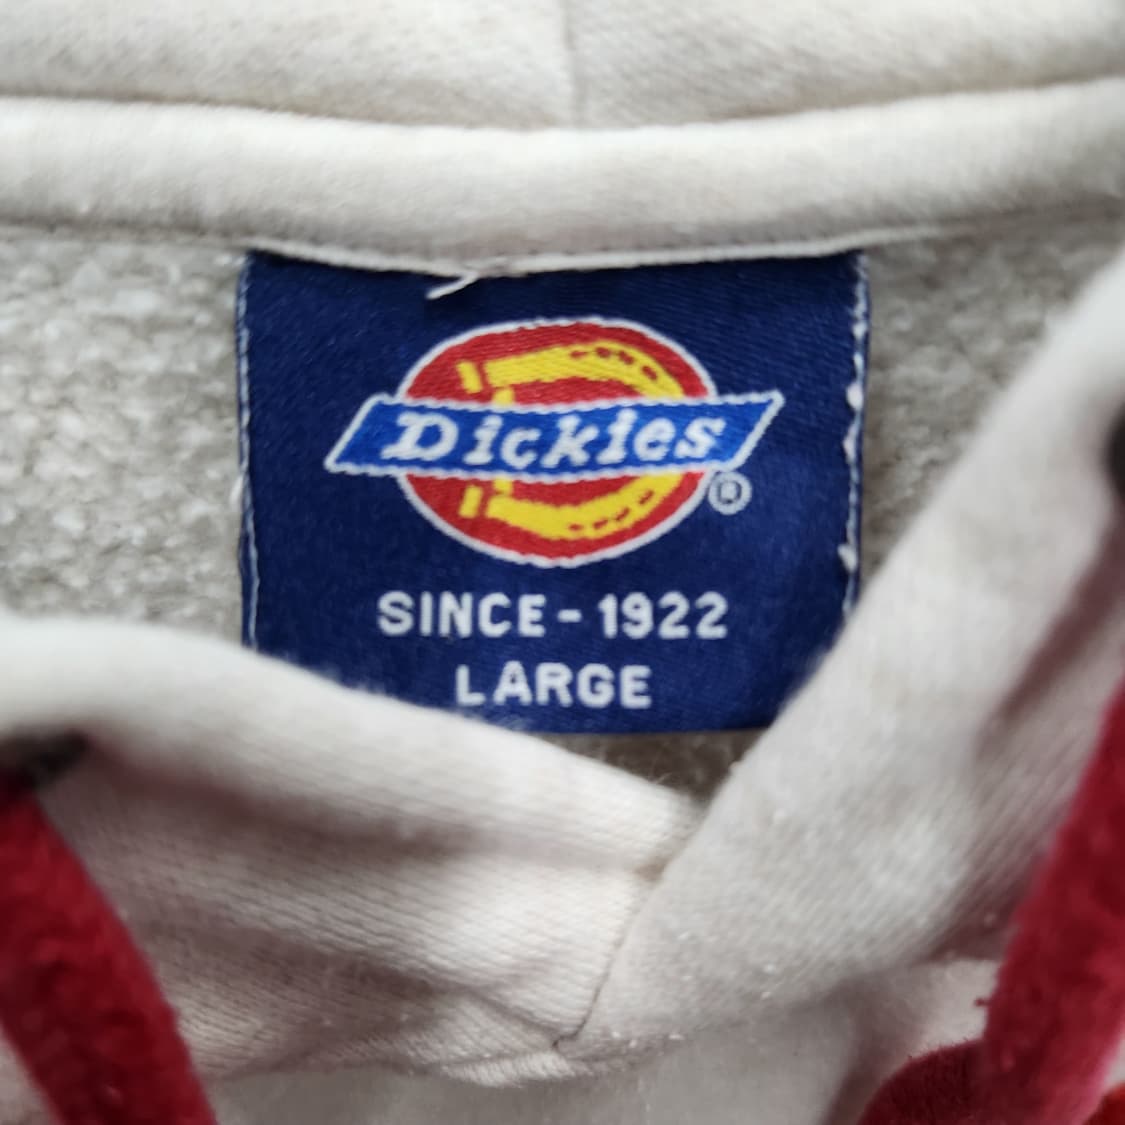 Dickies
®
SINCE - 1922
LARGE